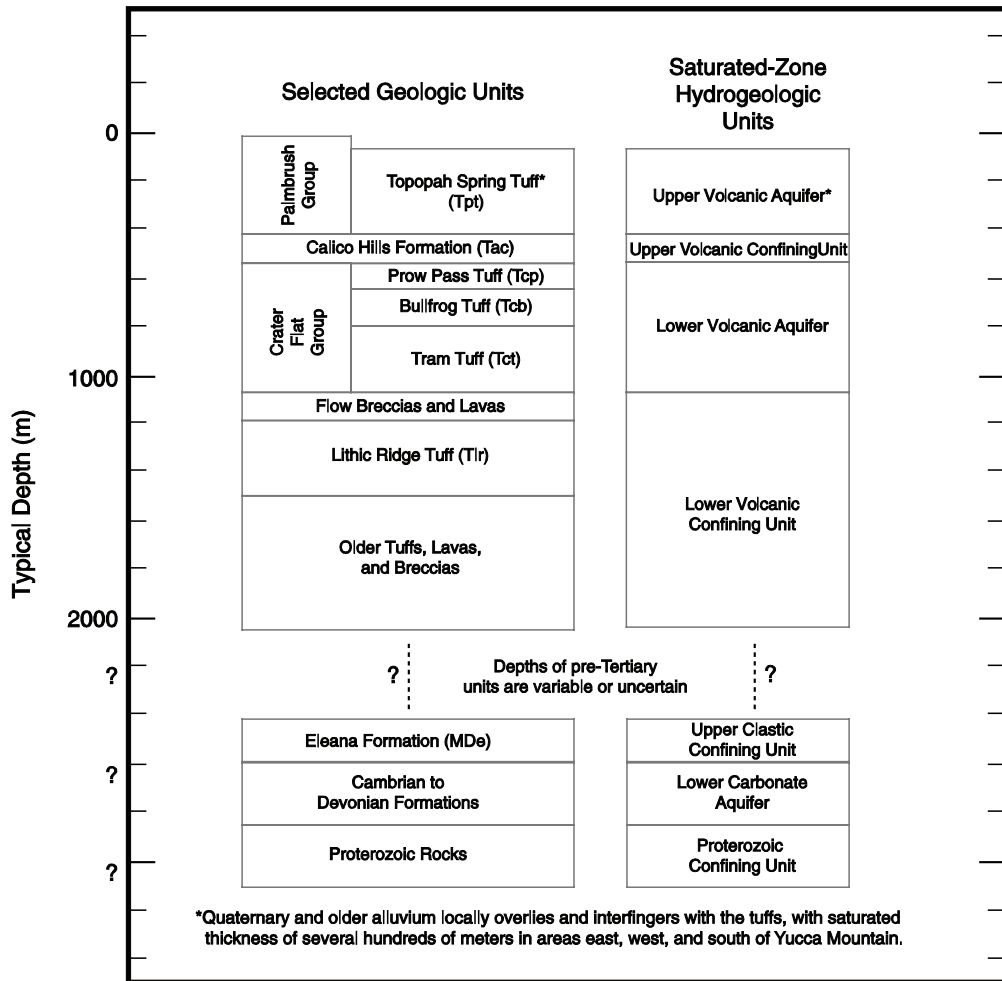 Selected Geologic Units
Saturated-Zone
Hydrogeologic
Units
Typical Depth (m)
0
1000
2000
?
?
?
Palmbrush
Group
Topopah Spring Tuff*
(Tpt)
Calico Hills Formation (Tac)
Crater
Flat
Group
Prow Pass Tuff (Tcp)
Bullfrog Tuff (Tcb)
Tram Tuff (Tct)
Flow Breccias and Lavas
Lithic Ridge Tuff (Tlr)
Older Tuffs, Lavas,
and Breccias
Upper Volcanic Aquifer*
Upper Volcanic ConfiningUnit
Lower Volcanic Aquifer
Lower Volcanic
Confining Unit
?
Depths of pre-Tertiary
units are variable or uncertain
?
Eleana Formation (MDe)
Cambrian to
Devonian Formations
Proterozoic Rocks
Upper Clastic
Confining Unit
Lower Carbonate
Aquifer
Proterozoic
Confining Unit
*Quaternary and older alluvium locally overlies and interfingers with the tuffs, with saturated
thickness of several hundreds of meters in areas east, west, and south of Yucca Mountain.